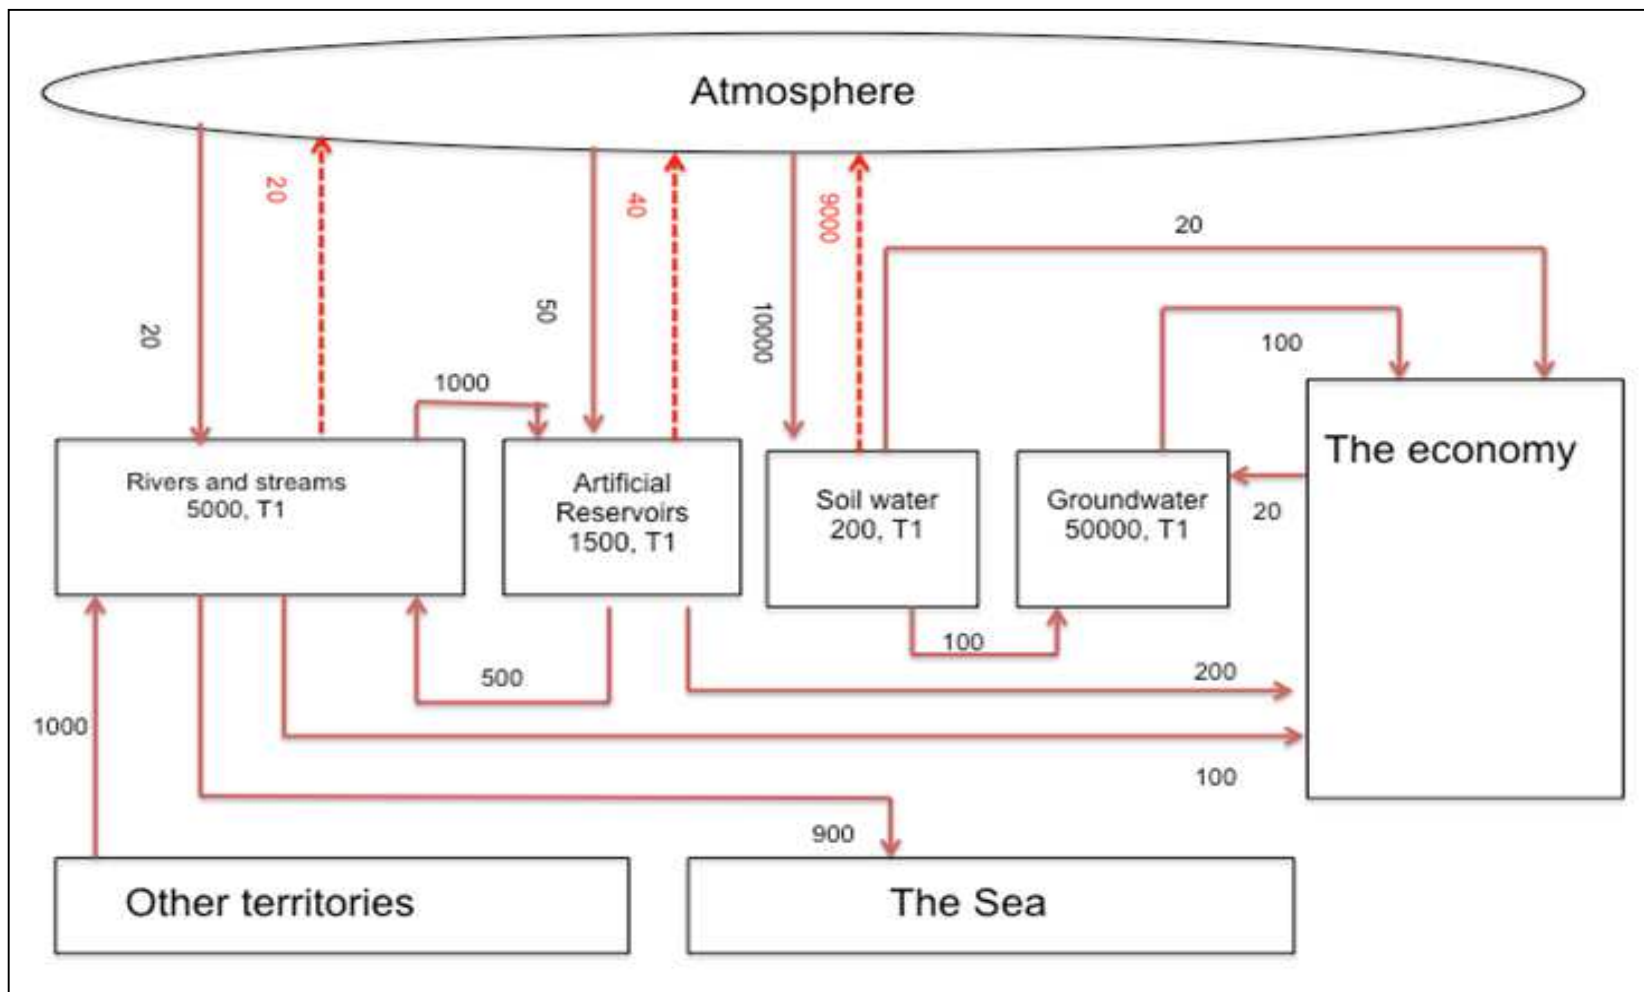 Atmosphere
20
20
50
40
10000
9000
20
100
1000
Rivers and streams
5000, T1
Artificial
Reservoirs
1500, T1
Soil water
200, T1
Groundwater
50000, T1
The economy
20
100
500
200
1000
100
900
Other territories
The Sea